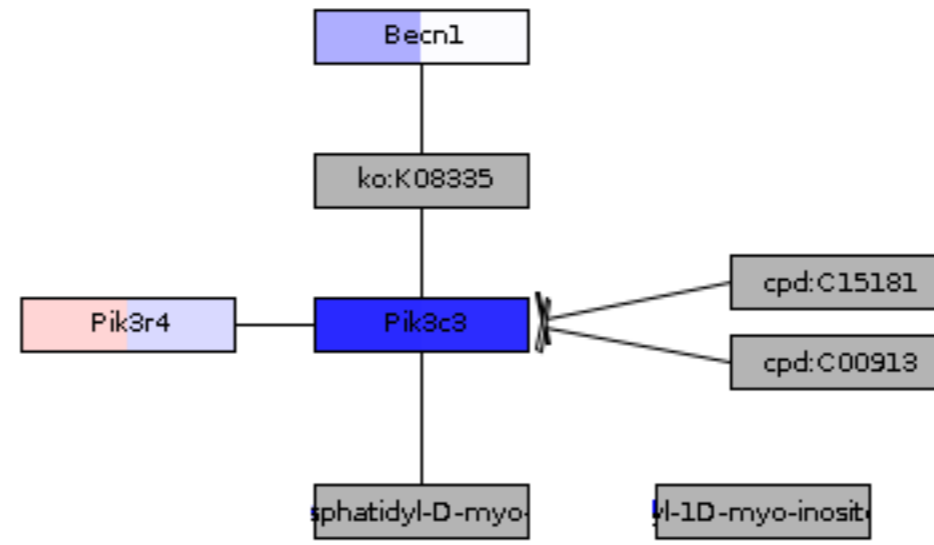 Becn1
ko:K08335
cpd:C15181
Pik3r4
Pik3c3
cpd:C00913
sphatidyl-D-myo-
yl-1D-myo-inosit